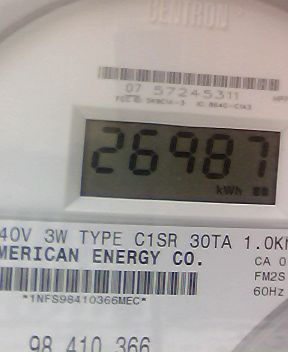 CENTRON
07 57245311
26987
kWh
40V 3W TYPE C1SR 30TA 1.0K
MERICAN ENERGY CO.
CA 0
FM2S
60Hz
*1NFS98410366MEC*
98 410 366